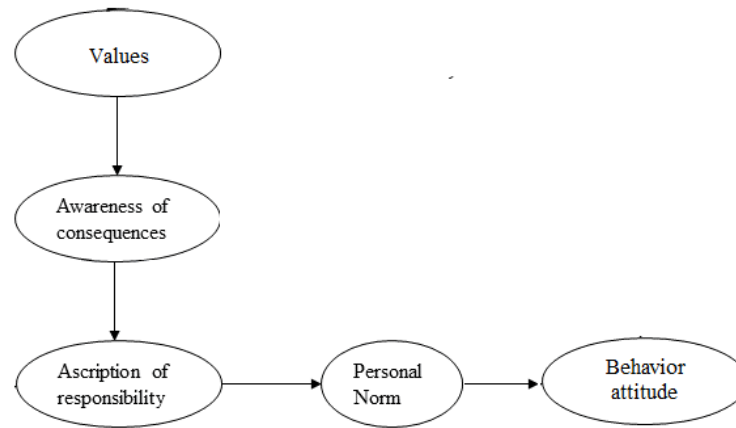 Values
Awareness of
consequences
Ascription of
responsibility
Personal
Norm
Behavior
attitude